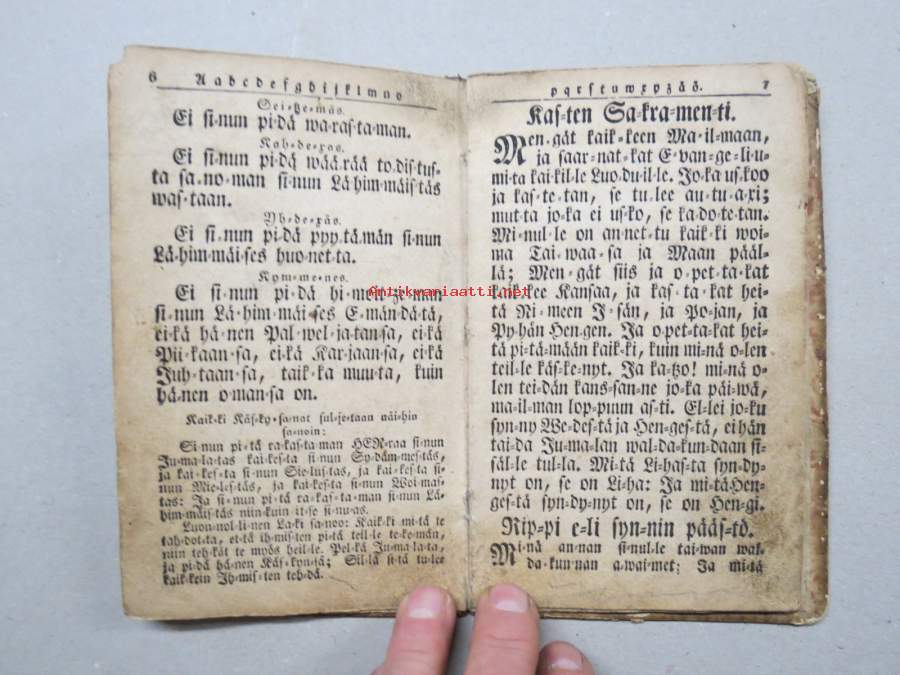 6 A a b c d e f g h i j k l m n o
Sei-tze-mäs.
Ei si-nun pi-dä wa-ras-ta-man.
Kah-de-xas.
Ei si-nun pi-dä wää-rää to-dis-tus-
ta sa-no-man si-nun Lä-him-mäis-täs
was-taan.
Yh-de-xäs.
Ei si-nun pi-dä pyy-tä-män si-nun
Lä-him-mäi-ses huo-net-ta.
Kym-me-nes.
Ei si-nun pi-dä hi-moi-tze-man
si-nun Lä-him-mäi-ses E-män-dä-tä,
ei-kä hä-nen Pal-wel-ja-tan-sa, ei-kä
Pii-kaan-sa, ei-kä Kar-jaan-sa, ei-kä
Juh-taan-sa, taik-ka muu-ta, kuin
hä-nen o-man-sa on.
Kaik-ki Käs-ky-sa-nat sul-je-taan näi-hin
sa-noin:
Si-nun pi-tä ra-kas-ta-man HER-raa si-nun
Ju-ma-la-tas kai-kes-ta si-nun Sy-däm-mes-täs,
ja kai-kes-ta si-nun Sie-lus-tas, ja kai-kes-ta si-
nun Mie-les-täs, ja kai-kes-ta si-nun Woi-mas-
tas: Ja si-nun pi-tä ra-kas-ta-man si-nun Lä-
him-mäis-täs niin-kuin it-se si-nu-as.
Luon-nol-li-nen La-ki sa-noo: Kaik-ki mi-tä te
tah-dot-ta, et-tä ih-mis-ten pi-tä teil-le te-ke-män,
niin teh-kät te myös heil-le. Pel-kä Ju-ma-la-ta,
ja pi-dä hä-nen Käs-kyn-sä; Sil-lä si-tä tu-lee
kaik-kein Ih-mis-ten teh-dä.
p q r s t u w x y z ä ö. 7
Kas-ten Sa-kra-men-ti.
Men-gät kaik-keen Ma-il-maan,
ja saar-nat-kat E-wan-ge-li-u-
mi-ta kai-kil-le Luo-du-il-le. Jo-ka us-koo
ja kas-te-tan, se tu-lee au-tu-a-xi;
mut-ta jo-ka ei us-ko, se ka-do-te-tan.
Mi-nul-le on an-net-tu kaik-ki woi-
ma Tai-waa-sa ja Maan pääl-
lä; Men-gät siis ja o-pet-ta-kat
kaik-kee Kansaa, ja kas-ta-kat hei-
tä Ni-meen I-sän, ja Po-jan, ja
Py-hän Hen-gen. Ja o-pet-ta-kat hei-
tä pi-tä-mään kaik-ki, kuin mi-nä o-len
teil-le käs-ke-nyt. Ja ka-tzo! mi-nä o-
len tei-dän kans-san-ne jo-ka päi-wä,
ma-il-man lop-puun as-ti. El-lei jo-ku
syn-ny We-des-tä ja Hen-ges-tä, ei hän
tai-da Ju-ma-lan wal-da-kun-daan si-
säl-le tul-la. Mi-tä Li-has-ta syn-dy-
nyt on, se on Li-ha: Ja mi-tä Hen-
ges-tä syn-dy-nyt on, se on Hen-gi.
Rip-pi e-li syn-nin pääs-tö.
Mi-nä an-nan si-nul-le tai-wan wal-
da-kun-nan a-wai-met; Ja mi-tä
Antikvariaatti.net